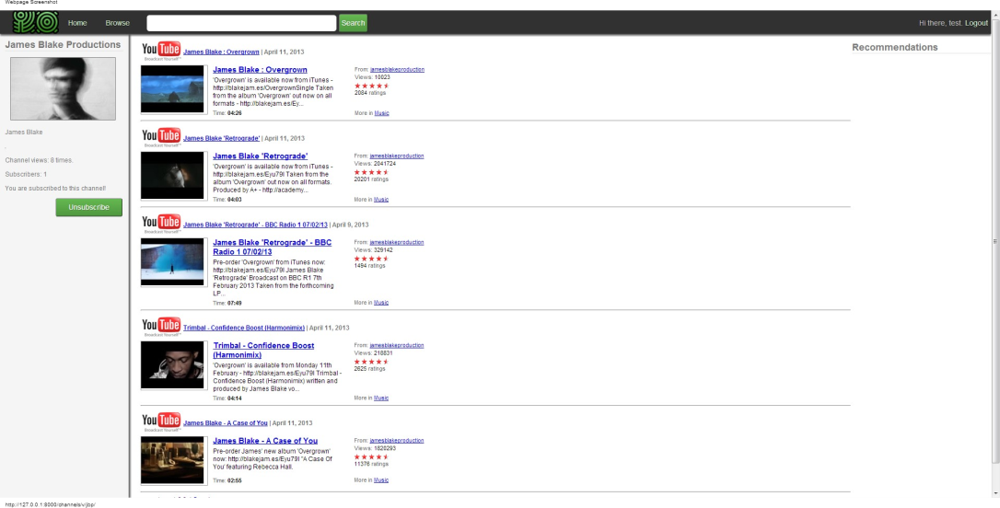 Webpage Screenshot
Home Browse Search Hi there, test. Logout
James Blake Productions
James Blake
.
Channel views: 8 times.
Subscribers: 1
You are subscribed to this channel!
Unsubscribe
YouTube Broadcast Yourself™ James Blake : Overgrown | April 11, 2013
James Blake : Overgrown
'Overgrown' is available now from iTunes -
http://blakejam.es/OvergrownSingle Taken
from the album 'Overgrown' out now on all
formats - http://blakejam.es/Ey...
Time: 04:26
From: jamesblakeproduction
Views: 10023
2084 ratings
More in Music
YouTube Broadcast Yourself™ James Blake 'Retrograde' | April 11, 2013
James Blake 'Retrograde'
'Overgrown' is available now from iTunes -
http://blakejam.es/Eyu79I Taken from the
album 'Overgrown' out now on all formats.
Produced by A+ - http://academy...
Time: 04:03
From: jamesblakeproduction
Views: 2041724
20201 ratings
More in Music
YouTube Broadcast Yourself™ James Blake 'Retrograde' - BBC Radio 1 07/02/13 | April 9, 2013
James Blake 'Retrograde' - BBC
Radio 1 07/02/13
Pre-order 'Overgrown' from iTunes now:
http://blakejam.es/Eyu79I James Blake
'Retrograde' Broadcast on BBC R1 7th
February 2013 Taken from the forthcoming
LP...
Time: 07:49
From: jamesblakeproduction
Views: 329142
1494 ratings
More in Music
YouTube Broadcast Yourself™ Trimbal - Confidence Boost (Harmonimix) | April 11, 2013
Trimbal - Confidence Boost
(Harmonimix)
'Overgrown' is available from Monday 11th
February - http://blakejam.es/Eyu79I Trimbal -
Confidence Boost (Harmonimix) written and
produced by James Blake vo...
Time: 04:14
From: jamesblakeproduction
Views: 218831
2625 ratings
More in Music
YouTube Broadcast Yourself™ James Blake - A Case of You | April 11, 2013
James Blake - A Case of You
Pre-order James' new album 'Overgrown'
now: http://blakejam.es/Eyu79I "A Case Of
You' featuring Rebecca Hall.
Time: 02:55
From: jamesblakeproduction
Views: 1820293
11376 ratings
More in Music
Recommendations
http://127.0.0.1:8000/channels/v/jbp/